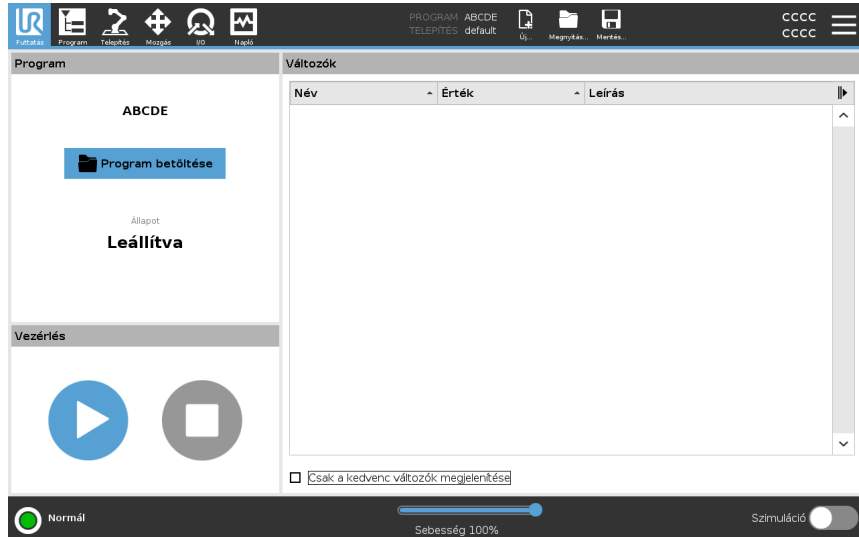 PROGRAM ABCDE
TELEPÍTÉS default
CCCC
CCCC
Futtatás Program Telepítés Mozgás I/O Napló
Új... Megnyitás... Mentés...
Program
ABCDE
Program betöltése
Állapot
Leállítva
Vezérlés
Változók
Név Érték Leírás
Csak a kedvenc változók megjelenítése
Normál
Sebesség 100%
Szimuláció